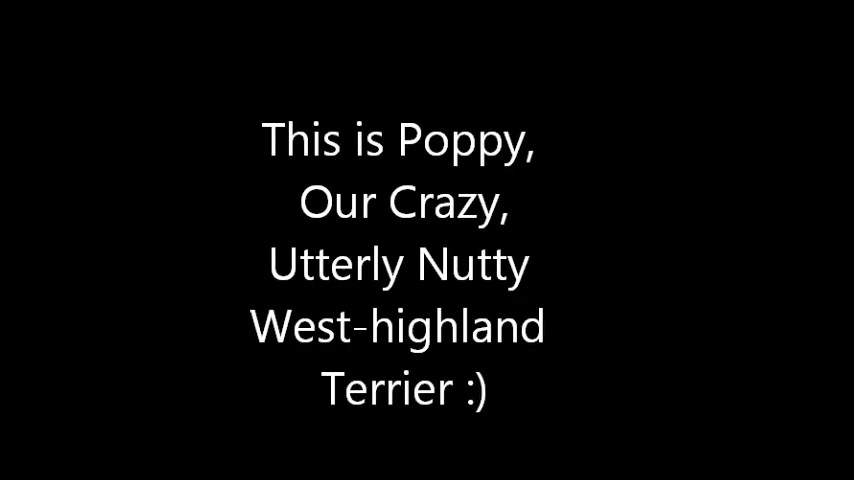 This is Poppy,
Our Crazy,
Utterly Nutty
West-highland
Terrier :)